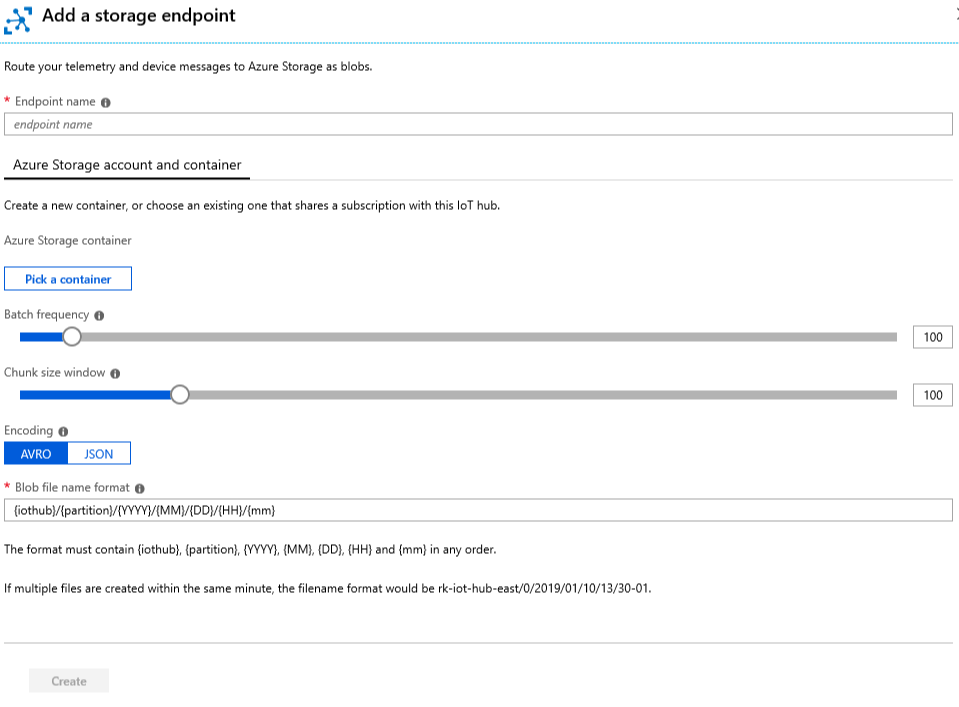 Add a storage endpoint
Route your telemetry and device messages to Azure Storage as blobs.
* Endpoint name
endpoint name
Azure Storage account and container
Create a new container, or choose an existing one that shares a subscription with this IoT hub.
Azure Storage container
Pick a container
Batch frequency
100
Chunk size window
100
Encoding
AVRO JSON
* Blob file name format
{iothub}/{partition}/{YYYY}/{MM}/{DD}/{HH}/{mm}
The format must contain {iothub}, {partition}, {YYYY}, {MM}, {DD}, {HH} and {mm} in any order.
If multiple files are created within the same minute, the filename format would be rk-iot-hub-east/0/2019/01/10/13/30-01.
Create